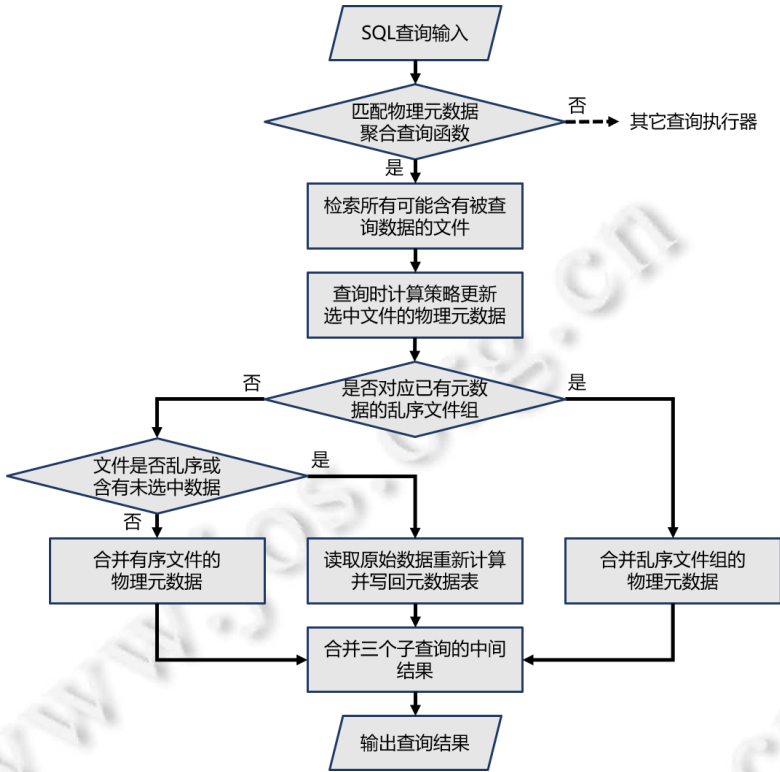 SQL查询输入
匹配物理元数据
聚合查询函数
否
其它查询执行器
是
检索所有可能含有被查
询数据的文件
查询时计算策略更新
选中文件的物理元数据
否
是否对应已有元数
据的乱序文件组
是
文件是否乱序或
含有未选中数据
是
否
合并有序文件的
物理元数据
读取原始数据重新计算
并写回元数据表
合并乱序文件组的
物理元数据
合并三个子查询的中间
结果
输出查询结果
www.jos.org.cn